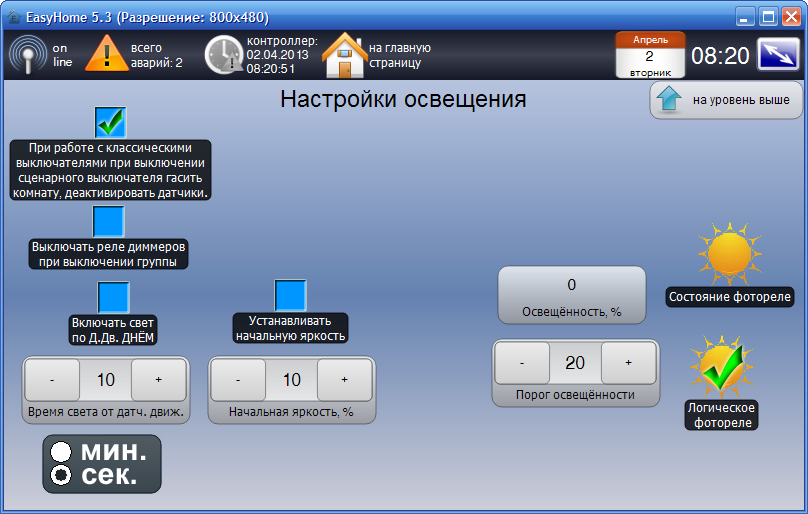 EasyHome 5.3 (Разрешение: 800x480)
on
line
всего
аварий: 2
контроллер:
02.04.2013
08:20:51
на главную
страницу
Апрель
2
вторник
08:20
Настройки освещения
на уровень выше
При работе с классическими
выключателями при выключении
сценарного выключателя гасить
комнату, деактивировать датчики.
Выключать реле диммеров
при выключении группы
Включать свет
по Д.Дв. ДНЁМ
Устанавливать
начальную яркость
0
Освещённость, %
Состояние фотореле
- 10 +
Время света от датч. движ.
- 10 +
Начальная яркость, %
- 20 +
Порог освещённости
Логическое
фотореле
мин.
сек.